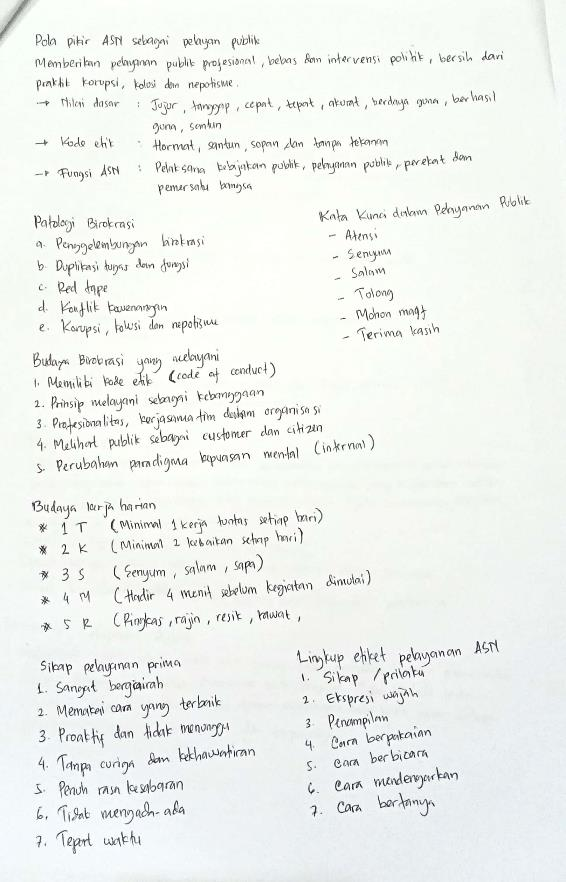 Pola pikir ASN sebagai pelayan publik
Memberikan pelayanan publik profesional, bebas dan intervensi politik, bersih dari
praktik korupsi, kolosi dan nepotisme.
→ Nilai dasar : Jujur, tanggap, cepat, tepat, akurat, berdaya guna, berhasil
guna, santun
→ Kode etik : Hormat, santun, sopan dan tanpa tekanan
→ Fungsi ASN : Pelaksana kebijakan publik, pelayanan publik, perekat dan
pemersatu bangsa
Patologi Birokrasi
a. Penggelembungan birokrasi
b. Duplikasi tugas dan fungsi
c. Red tape
d. Konflik kewenangan
e. Korupsi, kolusi dan nepotisme
Kata Kunci dalam Pelayanan Publik
- Atensi
- Senyum
- Salam
- Tolong
- Mohon maaf
- Terima kasih
Budaya Birokrasi yang melayani
1. Memiliki kode etik (code of conduct)
2. Prinsip melayani sebagai kebanggaan
3. Profesionalitas, kerjasama tim dalam organisasi
4. Melihat publik sebagai customer dan citizen
5. Perubahan paradigma kepuasan mental (internal)
Budaya kerja harian
* 1 T (Minimal 1 kerja tuntas setiap hari)
* 2 K (Minimal 2 kebaikan setiap hari)
* 3 S (Senyum, salam, sapa)
* 4 M (Hadir 4 menit sebelum kegiatan dimulai)
* 5 R (Ringkas, rajin, resik, rawat,
Sikap pelayanan prima
1. Sangat bergairah
2. Memakai cara yang terbaik
3. Proaktif dan tidak menunggu
4. Tanpa curiga dan kekhawatiran
5. Penuh rasa kesabaran
6. Tidak mengada-ada
7. Tepat waktu
Lingkup etiket pelayanan ASN
1. Sikap / prilaku
2. Ekspresi wajah
3. Penampilan
4. Cara berpakaian
5. Cara berbicara
6. Cara mendengarkan
7. Cara bertanya